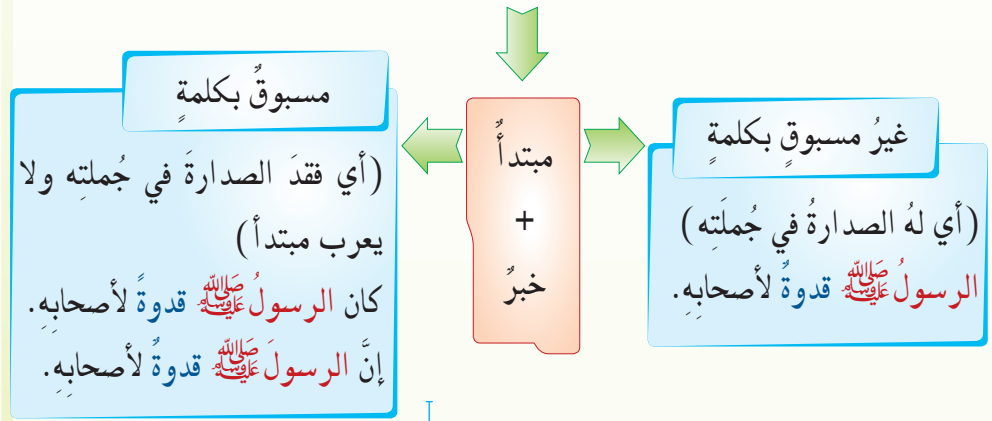 مبتدأٌ
+
خبرٌ
غيرُ مسبوقٍ بكلمةٍ
(أي لهُ الصدارةُ في جُملَتِه)
الرسولُ ﷺ قدوةٌ لأصحابِهِ.
مسبوقٌ بكلمةٍ
(أي فقدَ الصدارةَ في جُملتِه ولا
يعرب مبتدأ)
كان الرسولُ ﷺ قدوةً لأصحابِهِ.
إنَّ الرسولَ ﷺ قدوةٌ لأصحابِهِ.